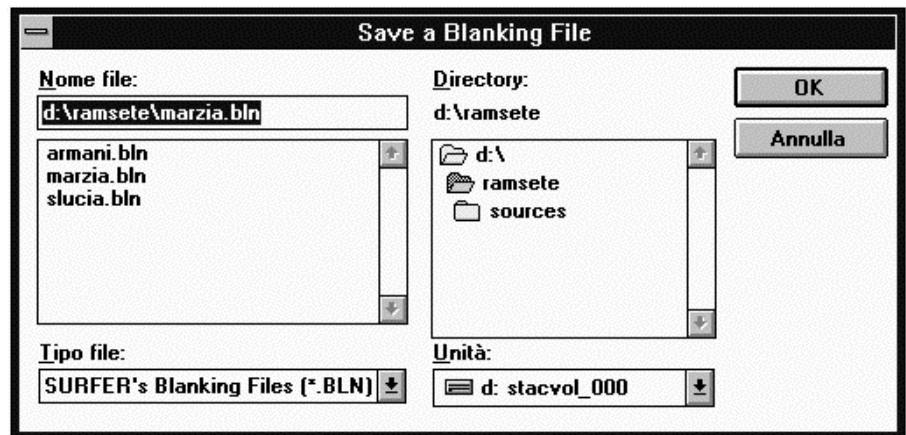 Save a Blanking File
Nome file:
d:\ramsete\marzia.bln
armani.bln
marzia.bln
slucia.bln
Tipo file:
SURFER's Blanking Files (*.BLN)
Directory:
d:\ramsete
d:\
ramsete
sources
Unità:
d: stacvol_000
OK
Annulla